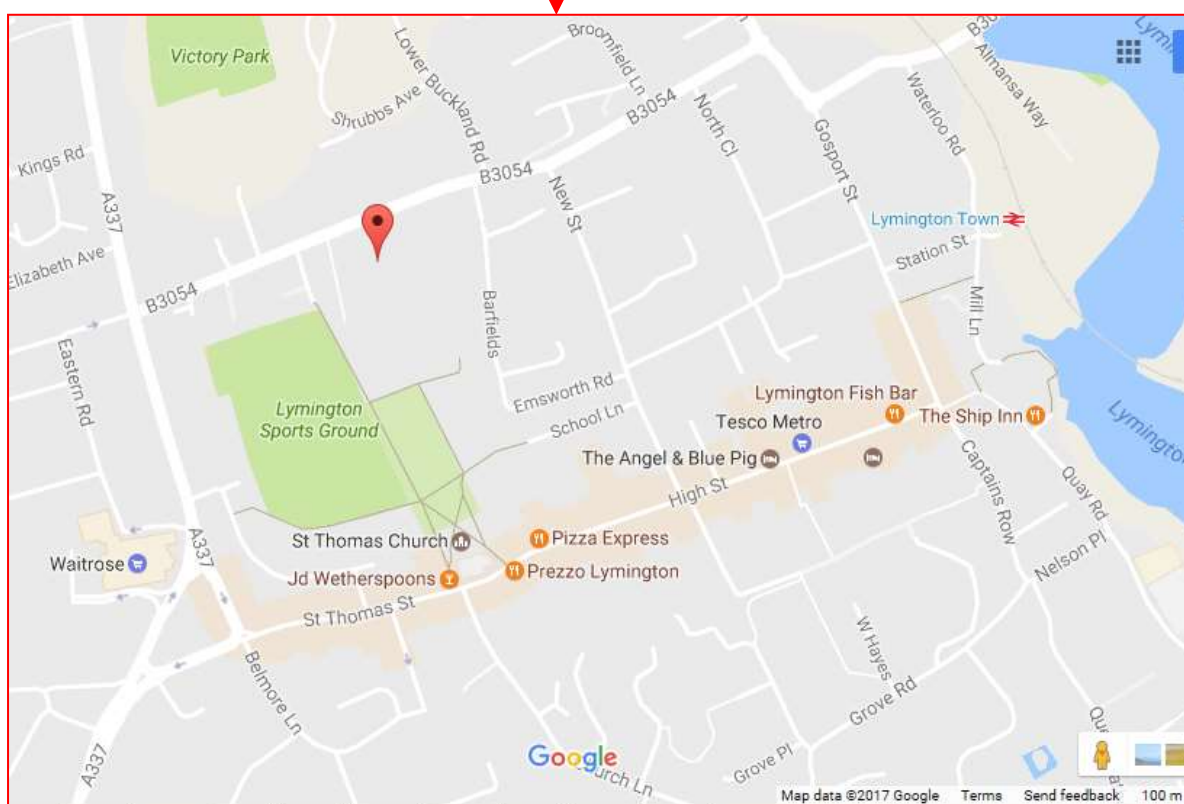 Victory Park
Lower Buckland Rd
Broomfield Ln
B3054
Almansa Way
Shrubbs Ave
Waterloo Rd
B3054
North Cl
Gosport St
Kings Rd
B3054
New St
A337
Lymington Town
Elizabeth Ave
Station St
B3054
Mill Ln
Barfields
Eastern Rd
Lymington
Sports Ground
Emsworth Rd
School Ln
Lymington Fish Bar
Tesco Metro
The Ship Inn
Lymington
The Angel & Blue Pig
High St
Captains Row
Quay Rd
St Thomas Church
Pizza Express
A337
Waitrose
Jd Wetherspoons
Prezzo Lymington
Nelson Pl
St Thomas St
W Hayes
Belmore Ln
Grove Rd
A337
Google
Church Ln
Grove Pl
Map data ©2017 Google Terms Send feedback 100 m